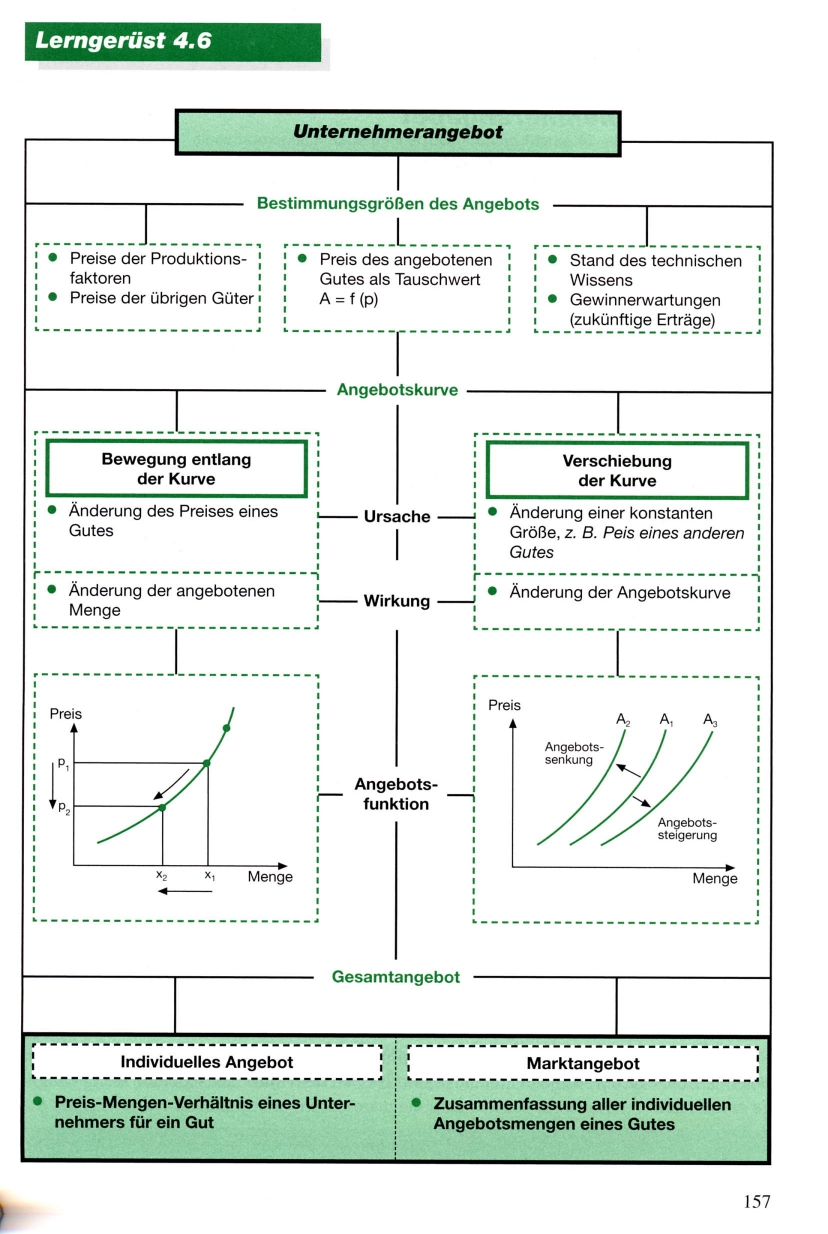 Lerngerüst 4.6
Unternehmerangebot
Bestimmungsgrößen des Angebots
● Preise der Produktions-
faktoren
● Preise der übrigen Güter
● Preis des angebotenen
Gutes als Tauschwert
A = f (p)
● Stand des technischen
Wissens
● Gewinnerwartungen
(zukünftige Erträge)
Angebotskurve
Bewegung entlang
der Kurve
Verschiebung
der Kurve
● Änderung des Preises eines
Gutes
Ursache
● Änderung einer konstanten
Größe, z. B. Peis eines anderen
Gutes
● Änderung der angebotenen
Menge
Wirkung
● Änderung der Angebotskurve
Preis
p₁
p₂
x₂ x₁ Menge
Angebots-
funktion
Preis
A₂ A₁ A₃
Angebots-
senkung
Angebots-
steigerung
Menge
Gesamtangebot
Individuelles Angebot
● Preis-Mengen-Verhältnis eines Unter-
nehmers für ein Gut
Marktangebot
● Zusammenfassung aller individuellen
Angebotsmengen eines Gutes
157